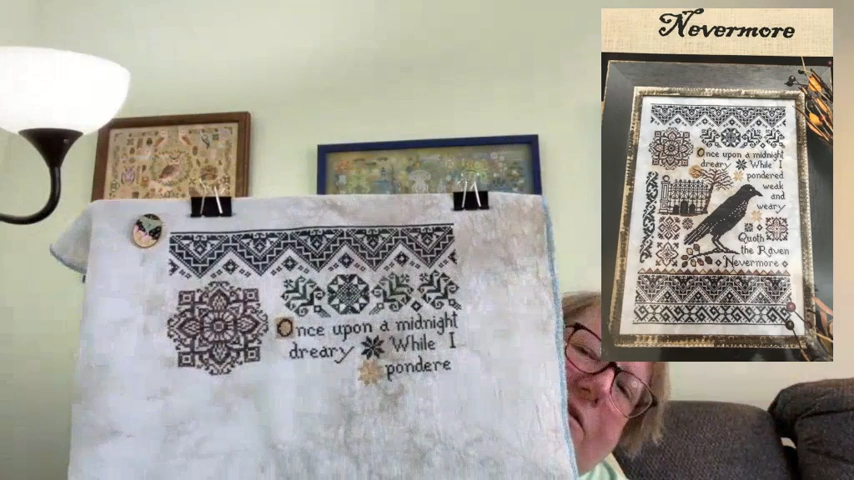 Nevermore
Once upon a midnight
dreary While I
pondered
weak
and
weary
Quoth
the Raven
Nevermore
Once upon a midnight
dreary While I
pondere